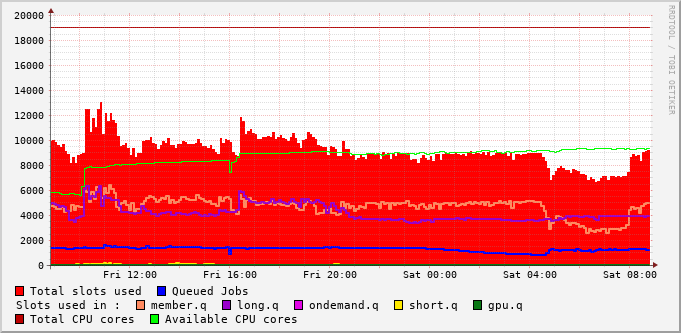 20000
18000
16000
14000
12000
10000
8000
6000
4000
2000
0
Fri 12:00 Fri 16:00 Fri 20:00 Sat 00:00 Sat 04:00 Sat 08:00
Total slots used Queued Jobs
Slots used in : member.q long.q ondemand.q short.q gpu.q
Total CPU cores Available CPU cores
RRDTOOL / TOBI OETIKER